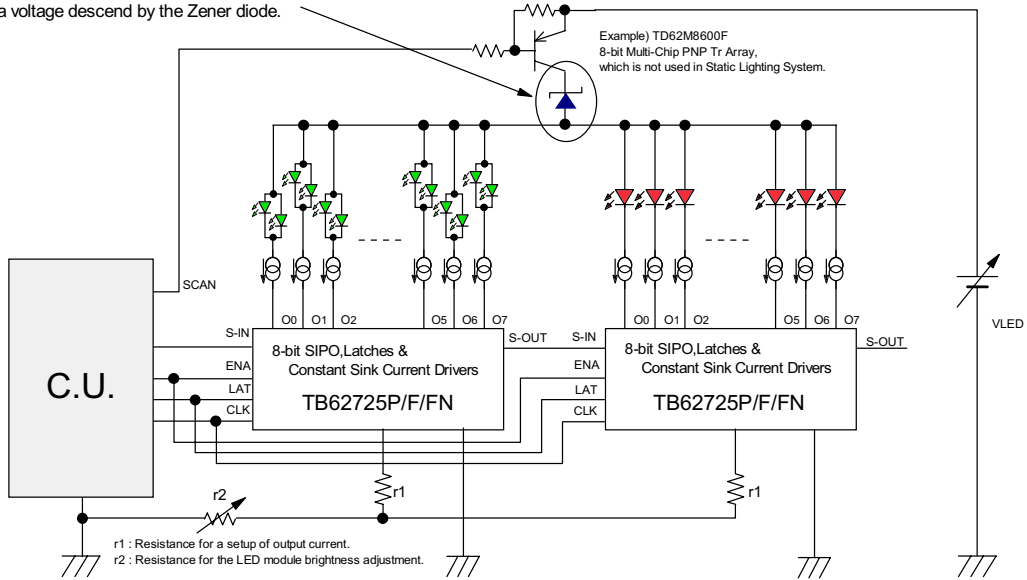 a voltage descend by the Zener diode.
Example) TD62M8600F
8-bit Multi-Chip PNP Tr Array,
which is not used in Static Lighting System.
SCAN
VLED
O0 O1 O2 O5 O6 O7
O0 O1 O2 O5 O6 O7
S-IN
ENA
LAT
CLK
8-bit SIPO,Latches &
Constant Sink Current Drivers
TB62725P/F/FN
S-OUT
S-IN
ENA
LAT
CLK
8-bit SIPO,Latches &
Constant Sink Current Drivers
TB62725P/F/FN
S-OUT
C.U.
r2
r1
r1
r1 : Resistance for a setup of output current.
r2 : Resistance for the LED module brightness adjustment.